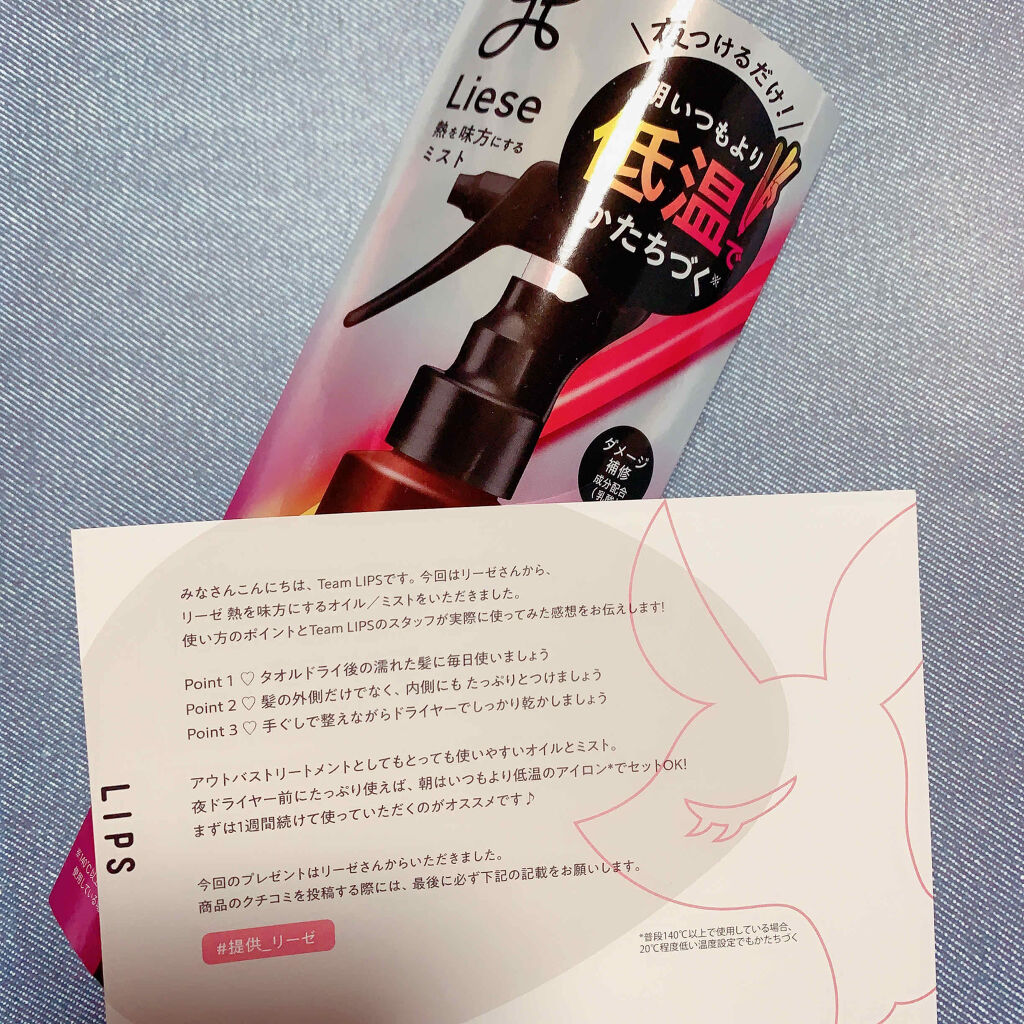 Liese
熱を味方にする
ミスト
夜つけるだけ!
朝いつもより
低温で
かたちづく※
ダメージ
補修
成分配合
みなさんこんにちは、Team LIPSです。今回はリーゼさんから、
リーゼ 熱を味方にするオイル／ミストをいただきました。
使い方のポイントとTeam LIPSのスタッフが実際に使ってみた感想をお伝えします!
Point 1 ♡ タオルドライ後の濡れた髪に毎日使いましょう
Point 2 ♡ 髪の外側だけでなく、内側にも たっぷりとつけましょう
Point 3 ♡ 手ぐしで整えながらドライヤーでしっかり乾かしましょう
アウトバストリートメントとしてもとっても使いやすいオイルとミスト。
夜ドライヤー前にたっぷり使えば、朝はいつもより低温のアイロン*でセットOK!
まずは1週間続けて使っていただくのがオススメです♪
今回のプレゼントはリーゼさんからいただきました。
商品のクチコミを投稿する際には、最後に必ず下記の記載をお願いします。
#提供_リーゼ
*普段140℃以上で使用している場合、
20℃程度低い温度設定でもかたちづく
LIPS
※140℃以上
使用している